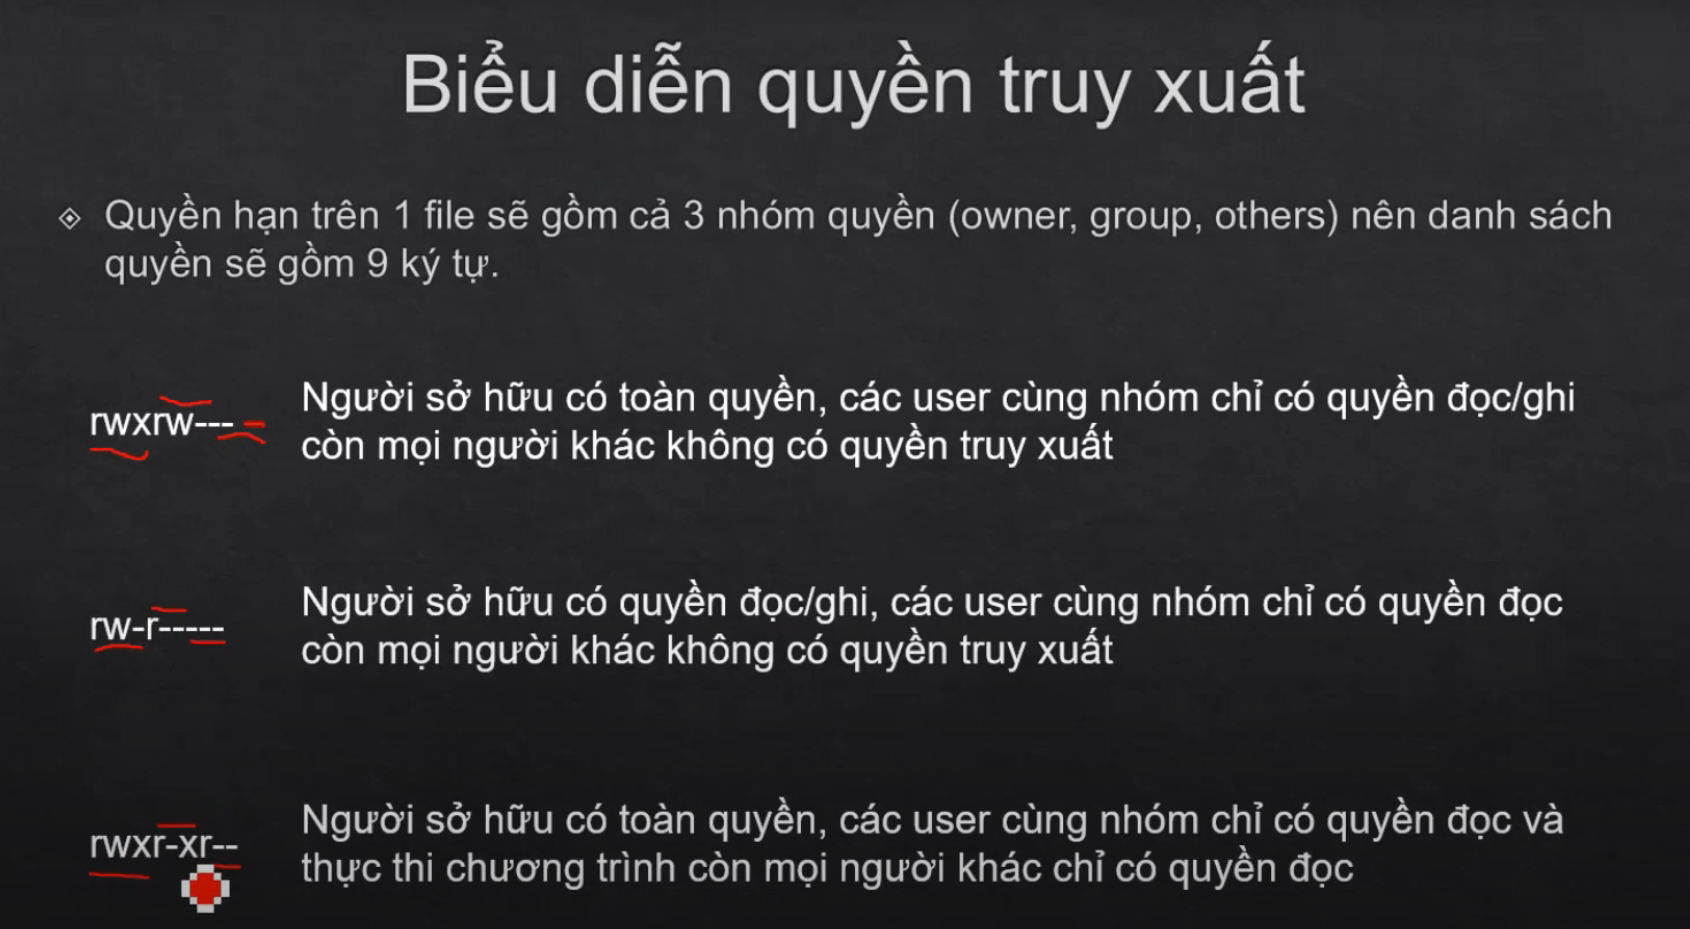 Biểu diễn quyền truy xuất
Quyền hạn trên 1 file sẽ gồm cả 3 nhóm quyền (owner, group, others) nên danh sách
quyền sẽ gồm 9 ký tự.
rwxrw---
Người sở hữu có toàn quyền, các user cùng nhóm chỉ có quyền đọc/ghi
còn mọi người khác không có quyền truy xuất
rw-r-----
Người sở hữu có quyền đọc/ghi, các user cùng nhóm chỉ có quyền đọc
còn mọi người khác không có quyền truy xuất
rwxr-xr--
Người sở hữu có toàn quyền, các user cùng nhóm chỉ có quyền đọc và
thực thi chương trình còn mọi người khác chỉ có quyền đọc